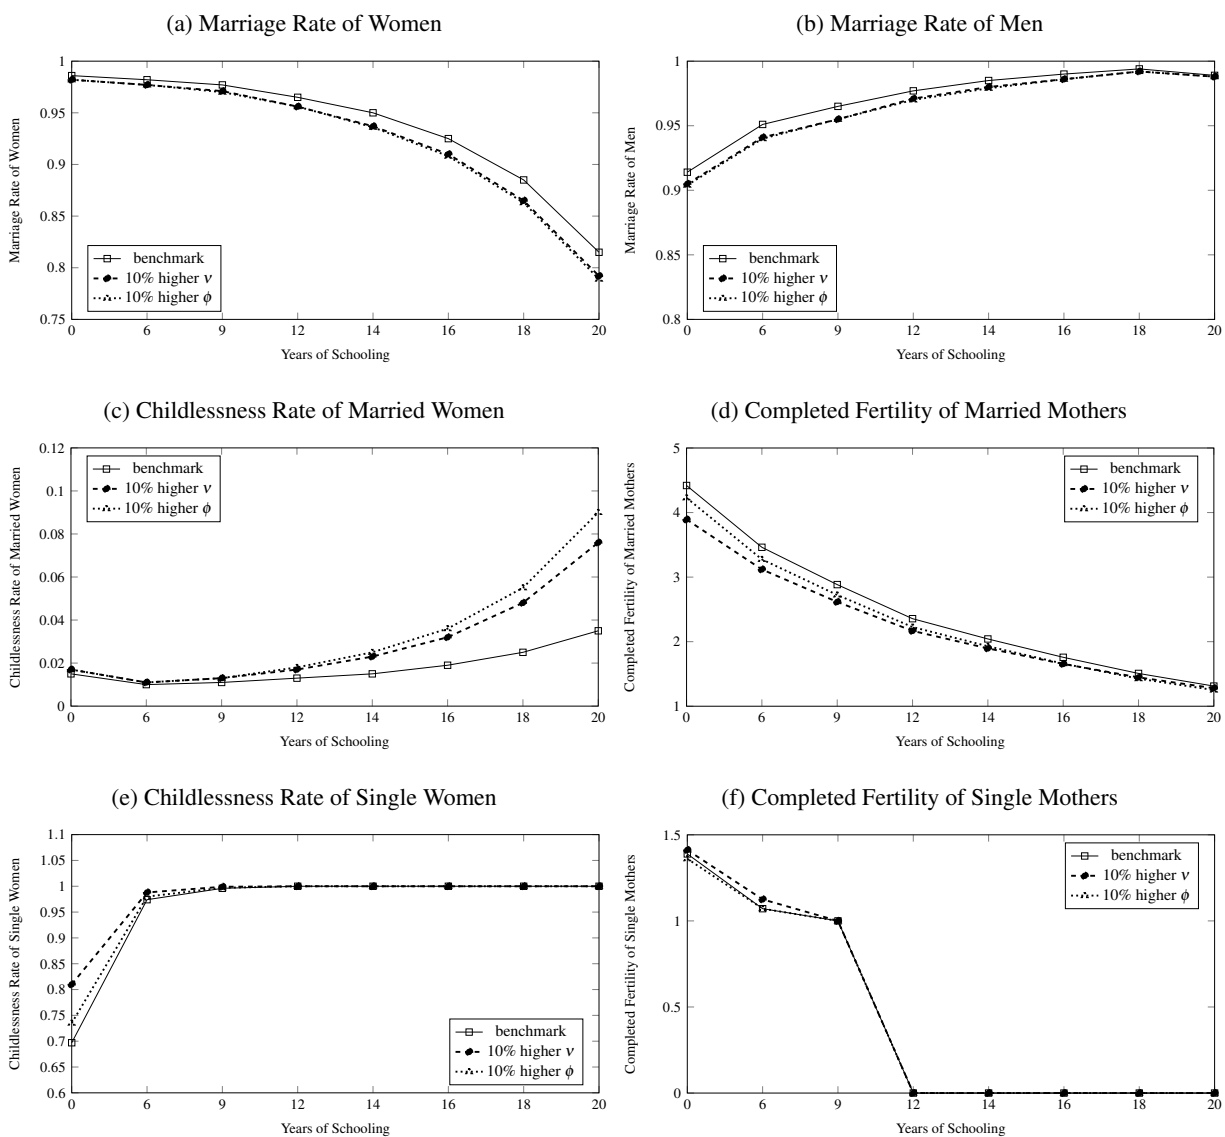 (a) Marriage Rate of Women
1
0.95
0.9
0.85
0.8
0.75
Marriage Rate of Women
benchmark
10% higher ν
10% higher ϕ
0 6 9 12 14 16 18 20
Years of Schooling
(b) Marriage Rate of Men
1
0.95
0.9
0.85
0.8
Marriage Rate of Men
benchmark
10% higher ν
10% higher ϕ
0 6 9 12 14 16 18 20
Years of Schooling
(c) Childlessness Rate of Married Women
0.12
0.1
0.08
0.06
0.04
0.02
0
Childlessness Rate of Married Women
benchmark
10% higher ν
10% higher ϕ
0 6 9 12 14 16 18 20
Years of Schooling
(d) Completed Fertility of Married Mothers
5
4
3
2
1
Completed Fertility of Married Mothers
benchmark
10% higher ν
10% higher ϕ
0 6 9 12 14 16 18 20
Years of Schooling
(e) Childlessness Rate of Single Women
1.1
1.05
1
0.95
0.9
0.85
0.8
0.75
0.7
0.65
0.6
Childlessness Rate of Single Women
benchmark
10% higher ν
10% higher ϕ
0 6 9 12 14 16 18 20
Years of Schooling
(f) Completed Fertility of Single Mothers
1.5
1
0.5
0
Completed Fertility of Single Mothers
benchmark
10% higher ν
10% higher ϕ
0 6 9 12 14 16 18 20
Years of Schooling